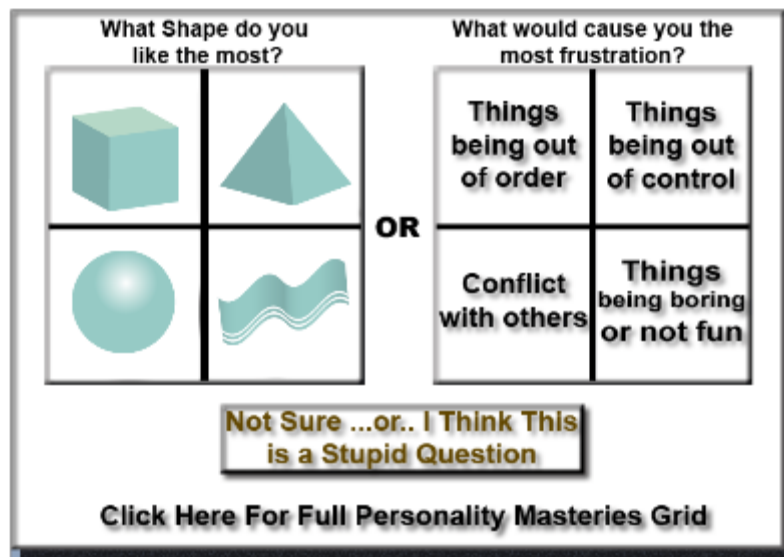 What Shape do you
like the most?
What would cause you the
most frustration?
Things
being out
of order
Things
being out
of control
OR
Conflict
with others
Things
being boring
or not fun
Not Sure ...or.. I Think This
is a Stupid Question
Click Here For Full Personality Masteries Grid